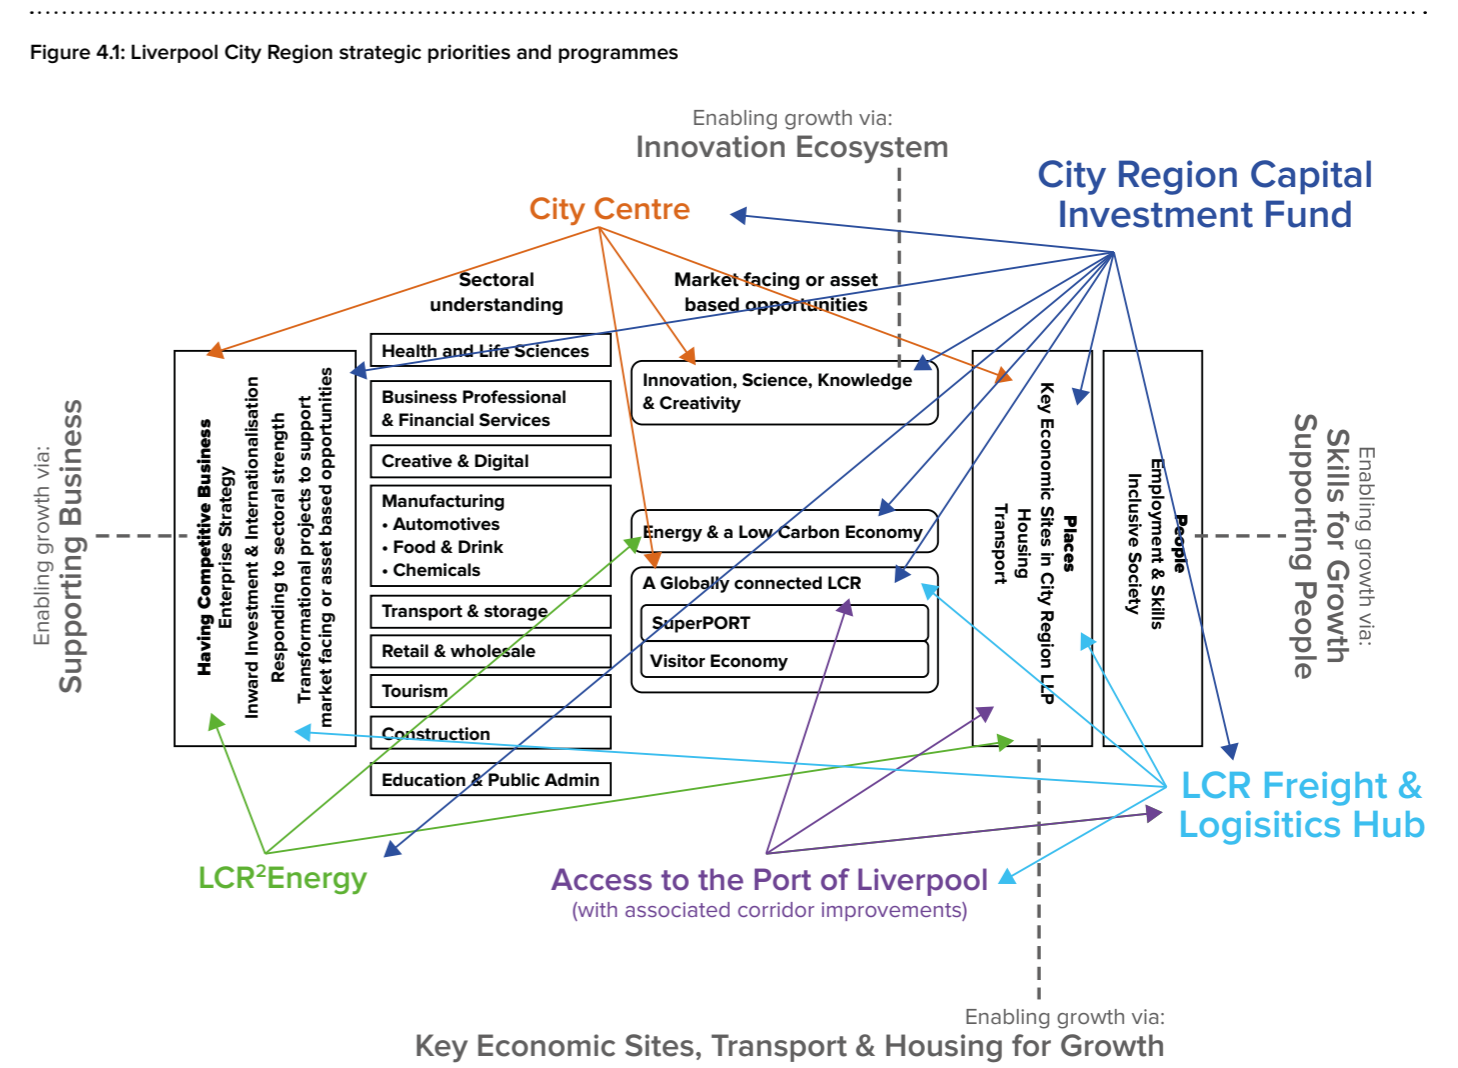 Figure 4.1: Liverpool City Region strategic priorities and programmes
Enabling growth via:
Innovation Ecosystem
City Region Capital
Investment Fund
City Centre
Sectoral
understanding
Market facing or asset
based opportunities
Enabling growth via:
Supporting Business
Having Competitive Business
Enterprise Strategy
Inward Investment & Internationalisation
Responding to sectoral strength
Transformational projects to support
market facing or asset based opportunities
Health and Life Sciences
Business Professional
& Financial Services
Creative & Digital
Manufacturing
• Automotives
• Food & Drink
• Chemicals
Transport & storage
Retail & wholesale
Tourism
Construction
Education & Public Admin
Innovation, Science, Knowledge
& Creativity
Energy & a Low Carbon Economy
A Globally connected LCR
SuperPORT
Visitor Economy
Places
Key Economic Sites in City Region LLP
Housing
Transport
People
Employment & Skills
Inclusive Society
Enabling growth via:
Skills for Growth
Supporting People
LCR Freight &
Logisitics Hub
LCR²Energy
Access to the Port of Liverpool
(with associated corridor improvements)
Enabling growth via:
Key Economic Sites, Transport & Housing for Growth